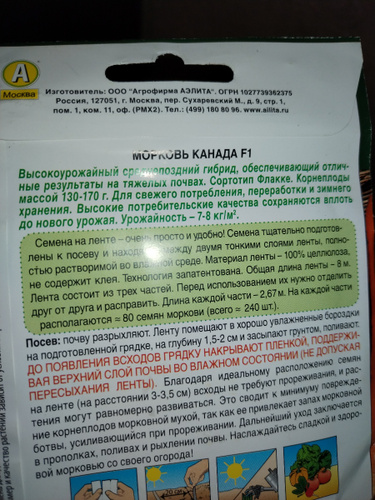 А
Москва
Изготовитель: ООО "Агрофирма АЭЛИТА". ОГРН: 1027739362375
Россия, 127051, г. Москва, пер. Сухаревский М., д. 9, стр. 1,
пом. 1, ком. 11, оф. (РМХ2). Тел.: (499) 180 80 96. www.ailita.ru
МОРКОВЬ КАНАДА F1
Высокоурожайный среднепоздний гибрид, обеспечивающий отлич-
ные результаты на тяжелых почвах. Сортотип Флакке. Корнеплоды
массой 130-170 г. Для свежего потребления, переработки и зимнего
хранения. Высокие потребительские качества сохраняются вплоть
до нового урожая. Урожайность – 7-8 кг/м².
Семена на ленте – очень просто и удобно! Семена тщательно подготов-
лены к посеву и находятся между двумя тонкими слоями ленты, полно-
стью растворимой во влажной среде. Материал ленты – 100% целлюлоза,
не содержит клея. Технология запатентована. Общая длина ленты – 8 м.
Лента состоит из трех частей. Перед использованием их нужно отделить
друг от друга и расправить. Длина каждой части – 2,67 м. На каждой части
располагается ≈ 80 семян моркови (всего ≈ 240 шт.).
Посев: почву разрыхляют. Ленту помещают в хорошо увлажненные бороздки
на подготовленной грядке, на глубину 1,5-2 см и засыпают грунтом, поливают.
ДО ПОЯВЛЕНИЯ ВСХОДОВ ГРЯДКУ НАКРЫВАЮТ ПЛЕНКОЙ, ПОДДЕРЖИ-
ВАЯ ВЕРХНИЙ СЛОЙ ПОЧВЫ ВО ВЛАЖНОМ СОСТОЯНИИ (НЕ ДОПУСКАЯ
ПЕРЕСЫХАНИЯ ЛЕНТЫ). Благодаря идеальному расположению семян
на ленте (на расстоянии 3-3,5 см) всходы не требуют прореживания, и рас-
тения могут равномерно развиваться. Это сводит к минимуму поврежде-
ние корнеплодов морковной мухой, так как ее привлекает запах морковной
ботвы, усилившийся при прореживании. Дальнейший уход заключается
в прополках, поливах и рыхлении почвы. Наслаждайтесь сладкой и здоро-
вой морковью со своего огорода!